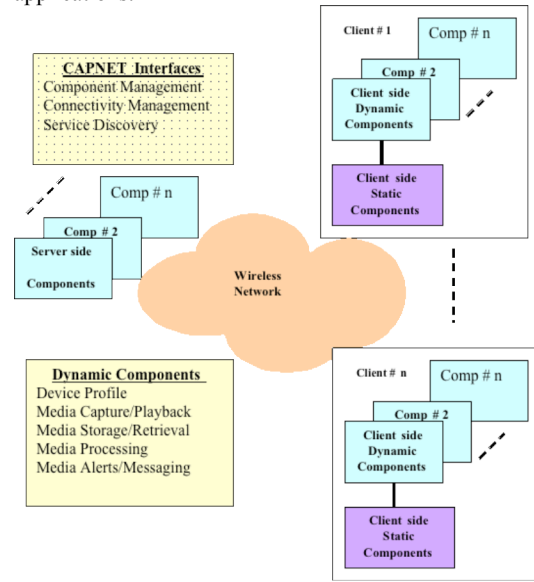 applications.
Client # 1
Comp # n
Comp # 2
Client side
Dynamic
Components
Client side
Static
Components
CAPNET Interfaces
Component Management
Connectivity Management
Service Discovery
Comp # n
Comp # 2
Server side
Components
Wireless
Network
Dynamic Components
Device Profile
Media Capture/Playback
Media Storage/Retrieval
Media Processing
Media Alerts/Messaging
Client # n
Comp # n
Comp # 2
Client side
Dynamic
Components
Client side
Static
Components